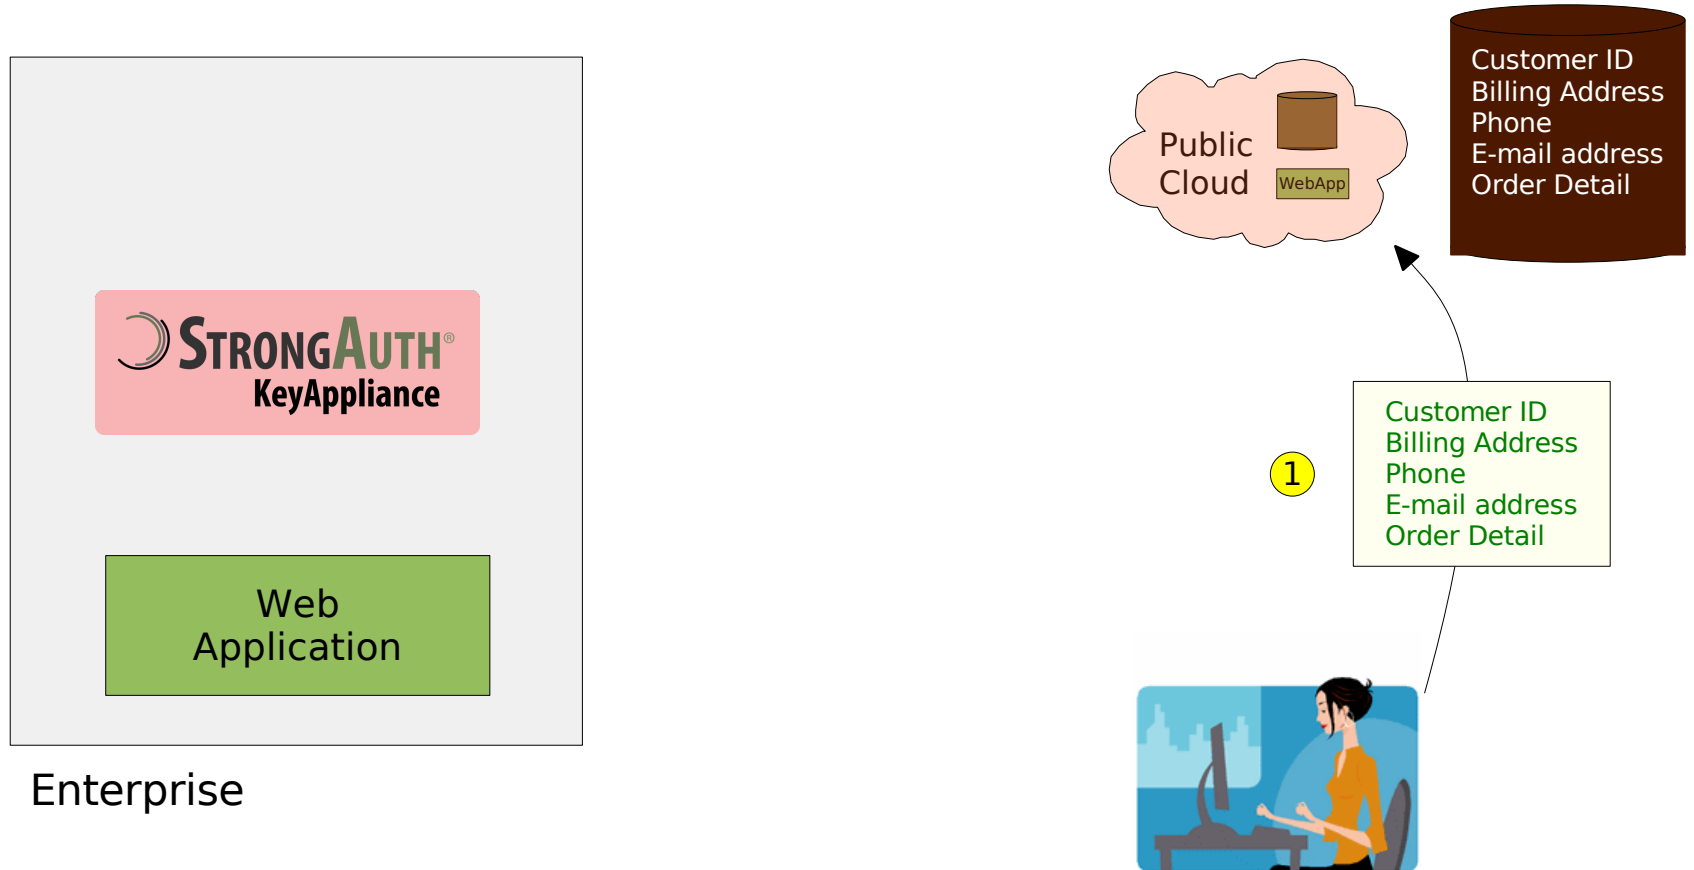 Customer ID
Billing Address
Phone
E-mail address
Order Detail
Public
Cloud
WebApp
STRONGAUTH®
KeyAppliance
1
Customer ID
Billing Address
Phone
E-mail address
Order Detail
Web
Application
Enterprise